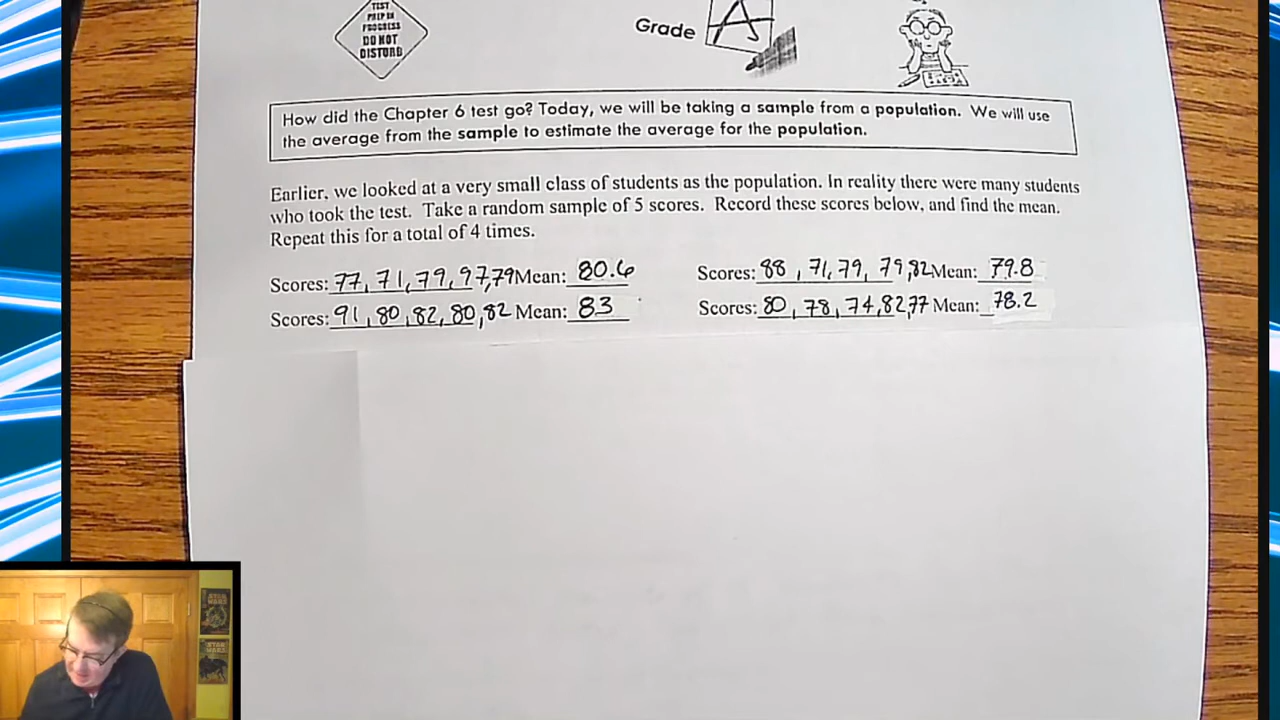 TEST
PREP IN
PROGRESS
DO NOT
DISTURB
Grade A
How did the Chapter 6 test go? Today, we will be taking a sample from a population. We will use
the average from the sample to estimate the average for the population.
Earlier, we looked at a very small class of students as the population. In reality there were many students
who took the test. Take a random sample of 5 scores. Record these scores below, and find the mean.
Repeat this for a total of 4 times.
Scores: 77, 71, 79, 97, 79 Mean: 80.6 Scores: 88, 71, 79, 79, 82 Mean: 79.8
Scores: 91, 80, 82, 80, 82 Mean: 83 Scores: 80, 78, 74, 82, 77 Mean: 78.2
STAR
WARS
STAR
WARS